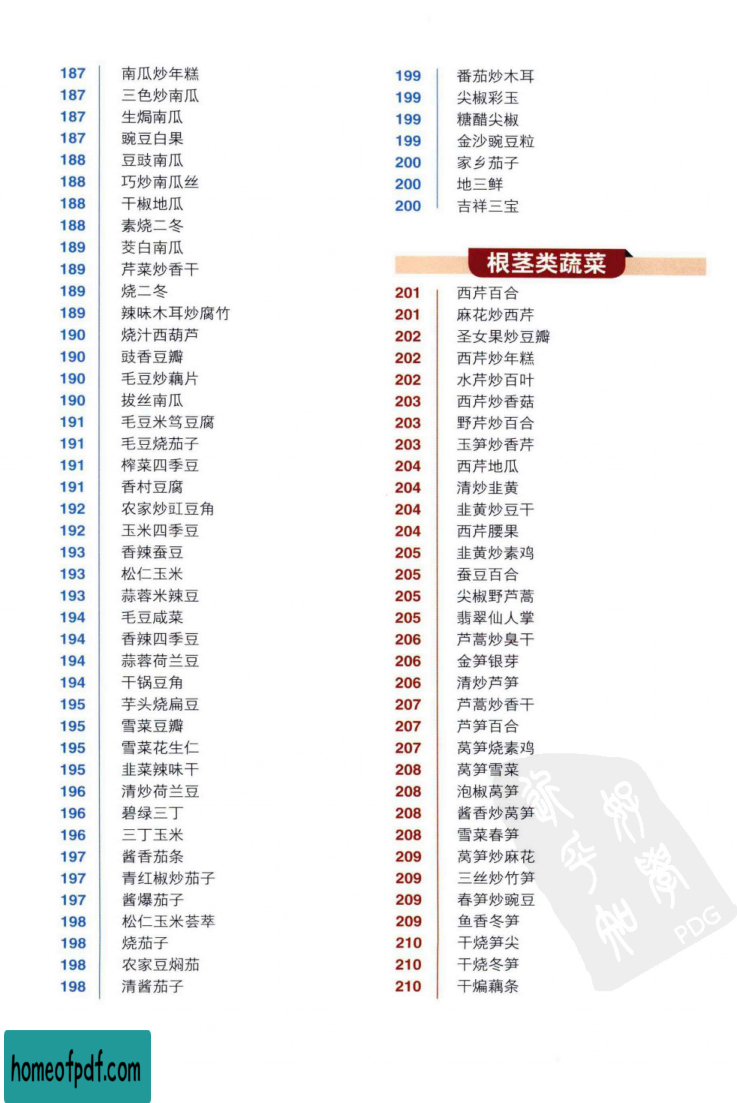 187 南瓜炒年糕
187 三色炒南瓜
187 生焗南瓜
187 豌豆白果
188 豆豉南瓜
188 巧炒南瓜丝
188 干椒地瓜
188 素烧二冬
189 茭白南瓜
189 芹菜炒香干
189 烧二冬
189 辣味木耳炒腐竹
190 烧汁西葫芦
190 豉香豆瓣
190 毛豆炒藕片
190 拔丝南瓜
191 毛豆米笃豆腐
191 毛豆烧茄子
191 榨菜四季豆
191 香村豆腐
192 农家炒豇豆角
192 玉米四季豆
193 香辣蚕豆
193 松仁玉米
193 蒜蓉米辣豆
194 毛豆咸菜
194 香辣四季豆
194 蒜蓉荷兰豆
194 干锅豆角
195 芋头烧扁豆
195 雪菜豆瓣
195 雪菜花生仁
195 韭菜辣味干
196 清炒荷兰豆
196 碧绿三丁
196 三丁玉米
197 酱香茄条
197 青红椒炒茄子
197 酱爆茄子
198 松仁玉米荟萃
198 烧茄子
198 农家豆焖茄
198 清酱茄子
199 番茄炒木耳
199 尖椒彩玉
199 糖醋尖椒
199 金沙豌豆粒
200 家乡茄子
200 地三鲜
200 吉祥三宝
根茎类蔬菜
201 西芹百合
201 麻花炒西芹
202 圣女果炒豆瓣
202 西芹炒年糕
202 水芹炒百叶
203 西芹炒香菇
203 野芹炒百合
203 玉笋炒香芹
204 西芹地瓜
204 清炒韭黄
204 韭黄炒豆干
204 西芹腰果
205 韭黄炒素鸡
205 蚕豆百合
205 尖椒野芦蒿
205 翡翠仙人掌
206 芦蒿炒臭干
206 金笋银芽
206 清炒芦笋
207 芦蒿炒香干
207 芦笋百合
207 莴笋烧素鸡
208 莴笋雪菜
208 泡椒莴笋
208 酱香炒莴笋
208 雪菜春笋
209 莴笋炒麻花
209 三丝炒竹笋
209 春笋炒豌豆
209 鱼香冬笋
210 干烧笋尖
210 干烧冬笋
210 干煸藕条
PDG
homeofpdf.com